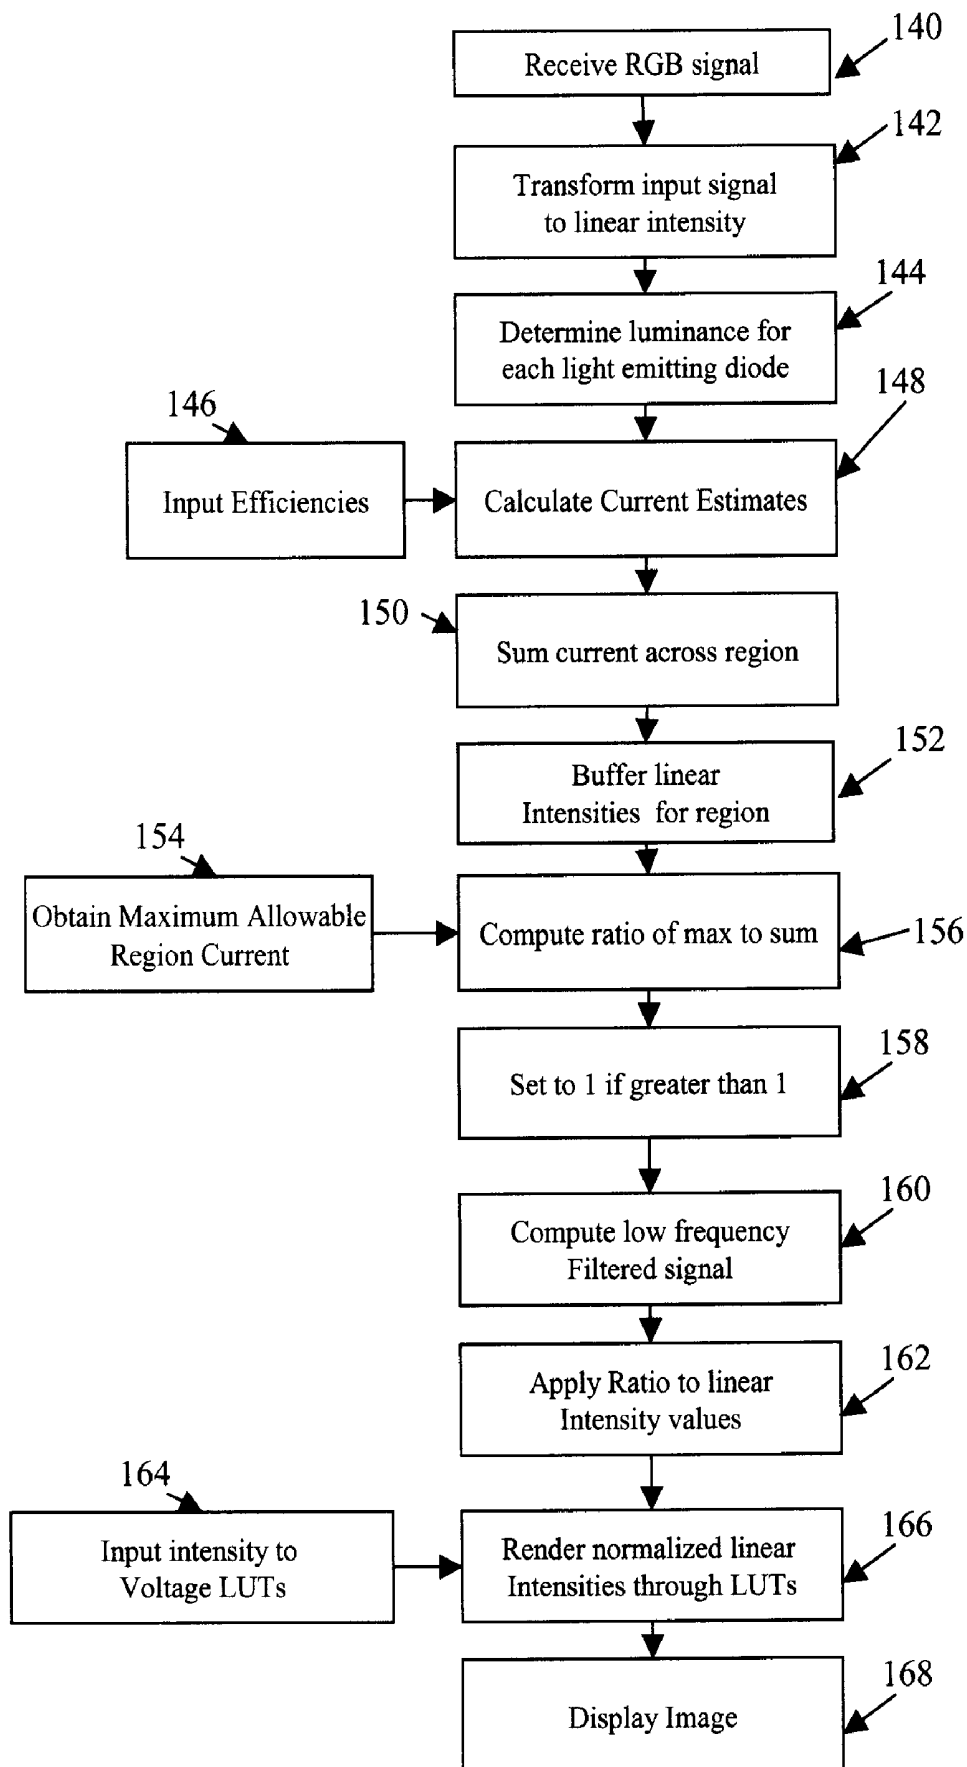 140
Receive RGB signal
142
Transform input signal
to linear intensity
144
Determine luminance for
each light emitting diode
146
148
Input Efficiencies
Calculate Current Estimates
150
Sum current across region
152
Buffer linear
Intensities for region
154
Obtain Maximum Allowable
Region Current
Compute ratio of max to sum
156
158
Set to 1 if greater than 1
160
Compute low frequency
Filtered signal
162
Apply Ratio to linear
Intensity values
164
Input intensity to
Voltage LUTs
166
Render normalized linear
Intensities through LUTs
168
Display Image